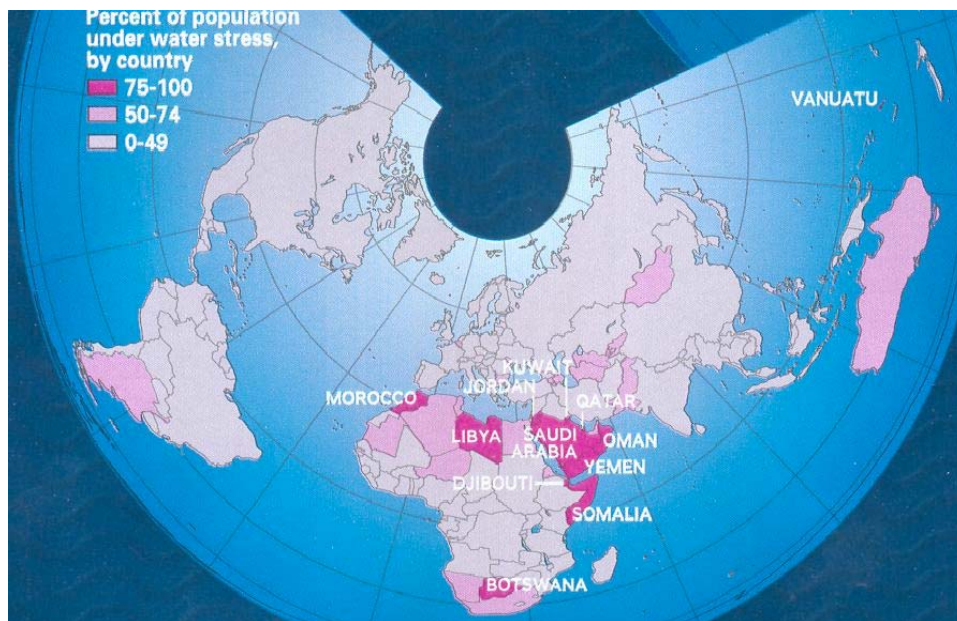 Percent of population
under water stress,
by country
75-100
50-74
0-49
VANUATU
KUWAIT
JORDAN
QATAR
MOROCCO
LIBYA
SAUDI
ARABIA
OMAN
YEMEN
DJIBOUTI
SOMALIA
BOTSWANA